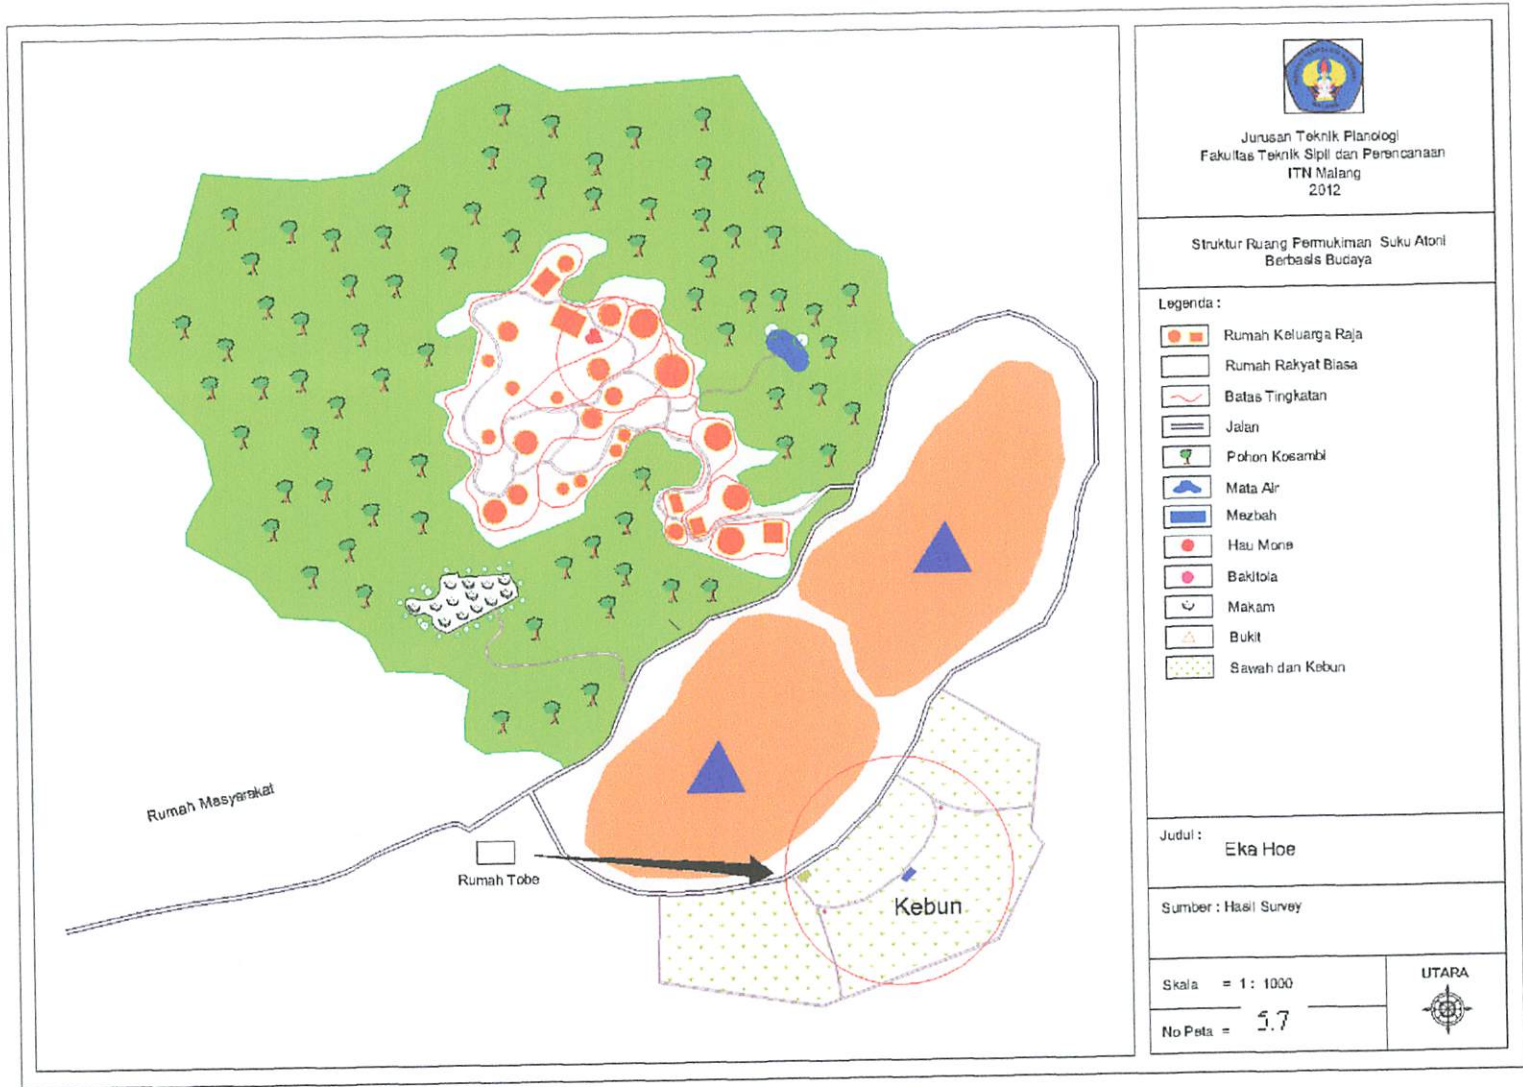 Rumah Masyarakat
Rumah Tobe
Kebun
Jurusan Teknik Planologi
Fakultas Teknik Sipil dan Perencanaan
ITN Malang
2012
Struktur Ruang Permukiman Suku Atoni
Berbasis Budaya
Legenda :
Rumah Keluarga Raja
Rumah Rakyat Biasa
Batas Tingkatan
Jalan
Pohon Kosambi
Mata Air
Mezbah
Hau Mone
Bakitola
Makam
Bukit
Sawah dan Kebun
Judul :
Eka Hoe
Sumber : Hasil Survey
Skala = 1 : 1000
No Peta = 5.7
UTARA